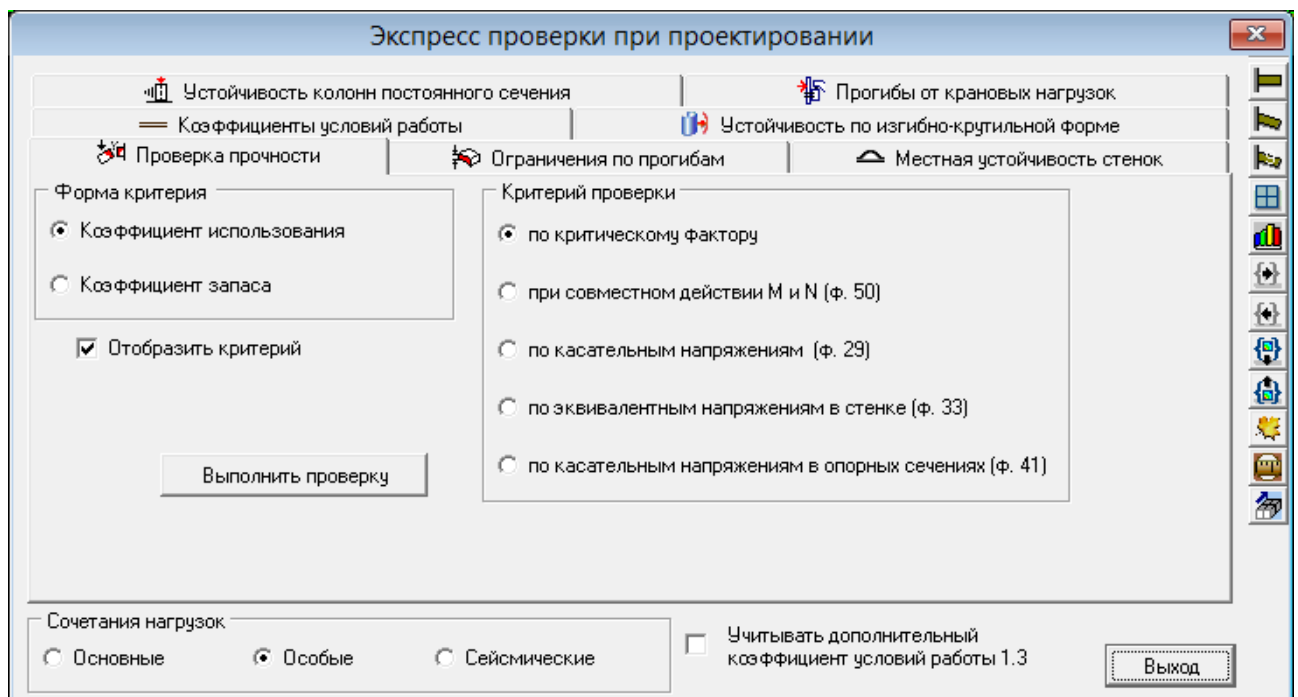 Экспресс проверки при проектировании
Устойчивость колонн постоянного сечения
Прогибы от крановых нагрузок
Коэффициенты условий работы
Устойчивость по изгибно-крутильной форме
Проверка прочности
Ограничения по прогибам
Местная устойчивость стенок
Форма критерия
Коэффициент использования
Коэффициент запаса
Отобразить критерий
Выполнить проверку
Критерий проверки
по критическому фактору
при совместном действии M и N (ф. 50)
по касательным напряжениям (ф. 29)
по эквивалентным напряжениям в стенке (ф. 33)
по касательным напряжениям в опорных сечениях (ф. 41)
Сочетания нагрузок
Основные
Особые
Сейсмические
Учитывать дополнительный
коэффициент условий работы 1.3
Выход